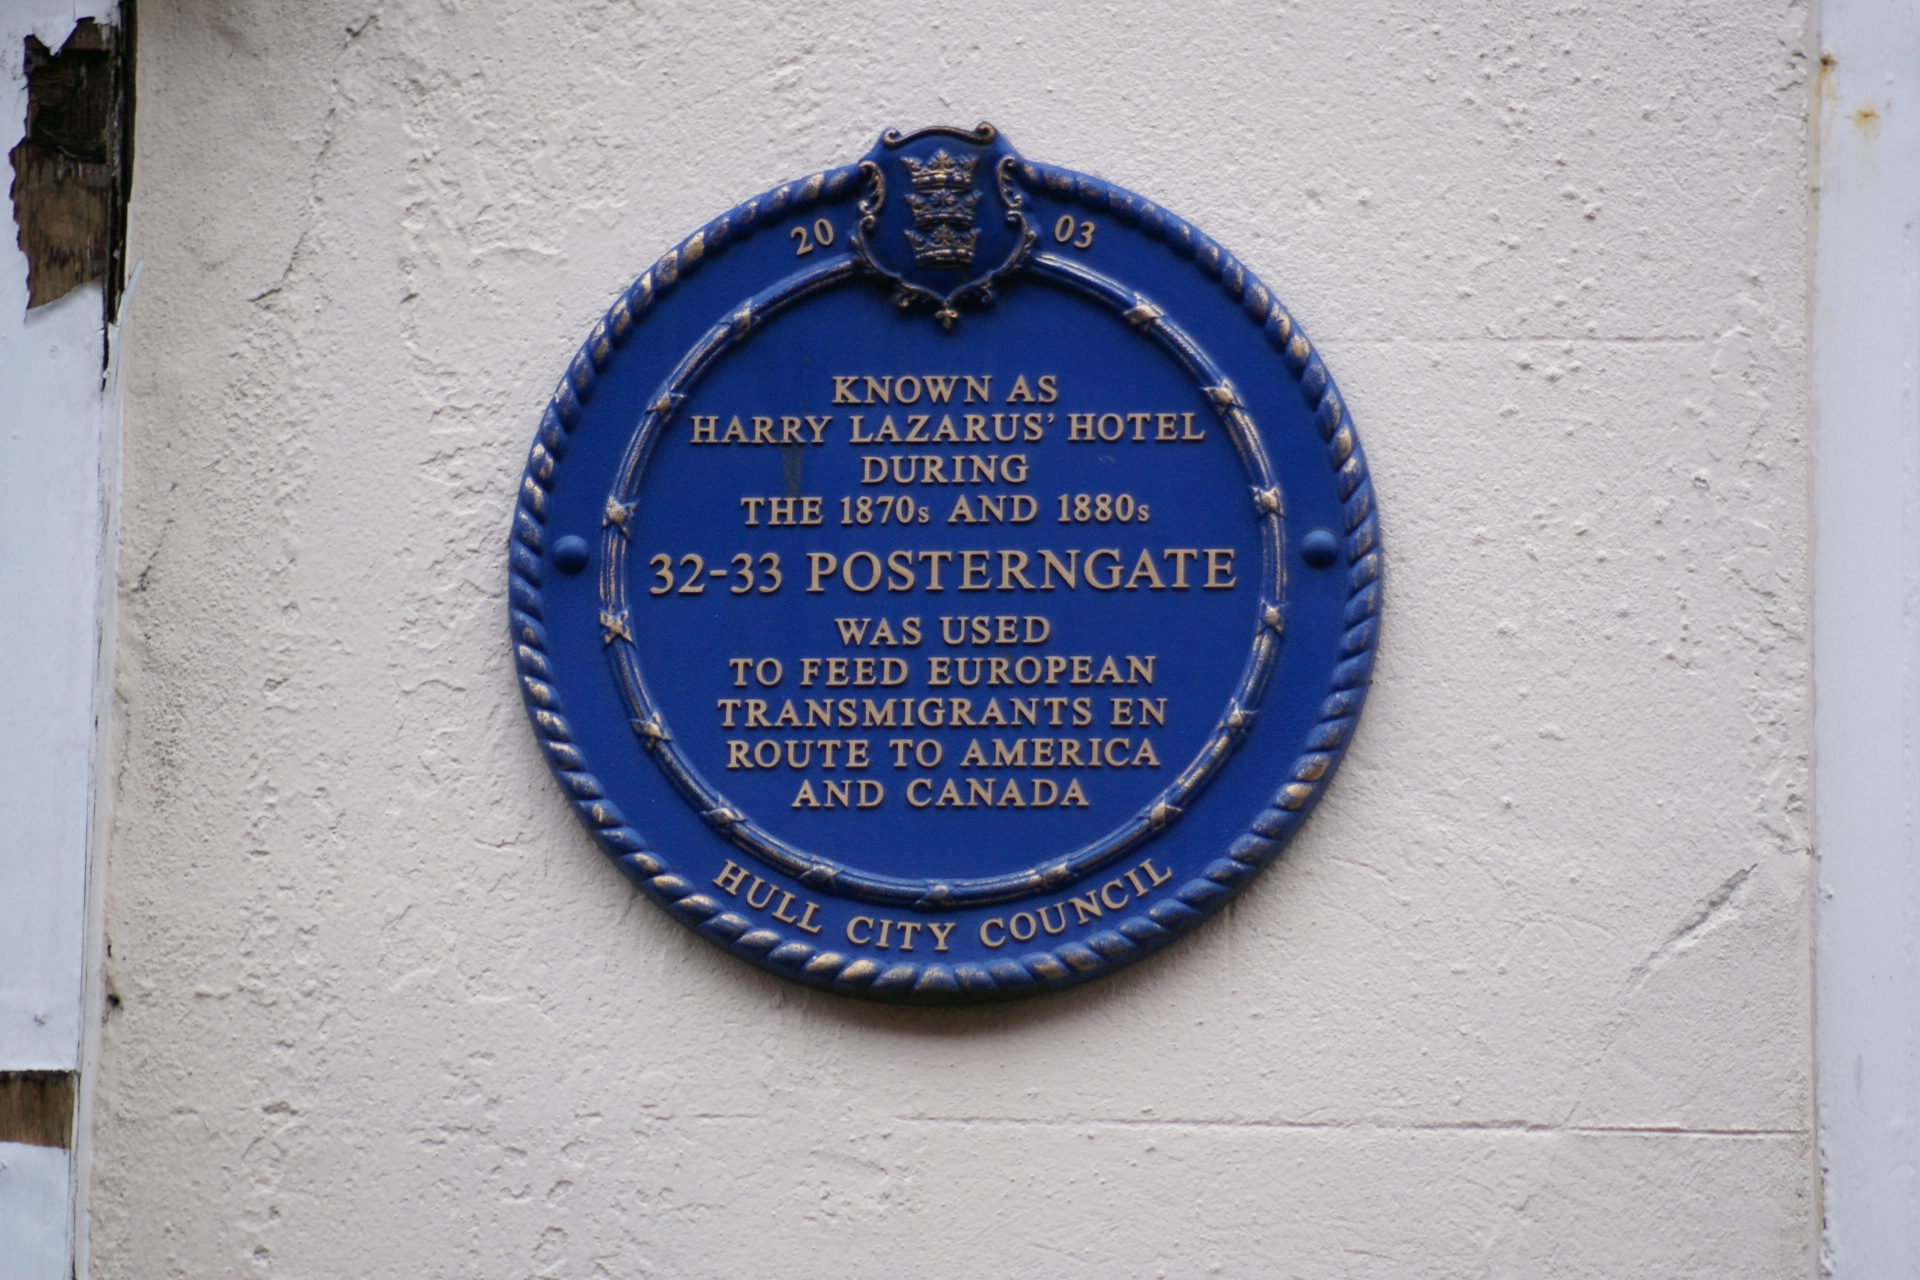 20 03
KNOWN AS
HARRY LAZARUS' HOTEL
DURING
THE 1870s AND 1880s
32-33 POSTERNGATE
WAS USED
TO FEED EUROPEAN
TRANSMIGRANTS EN
ROUTE TO AMERICA
AND CANADA
HULL CITY COUNCIL